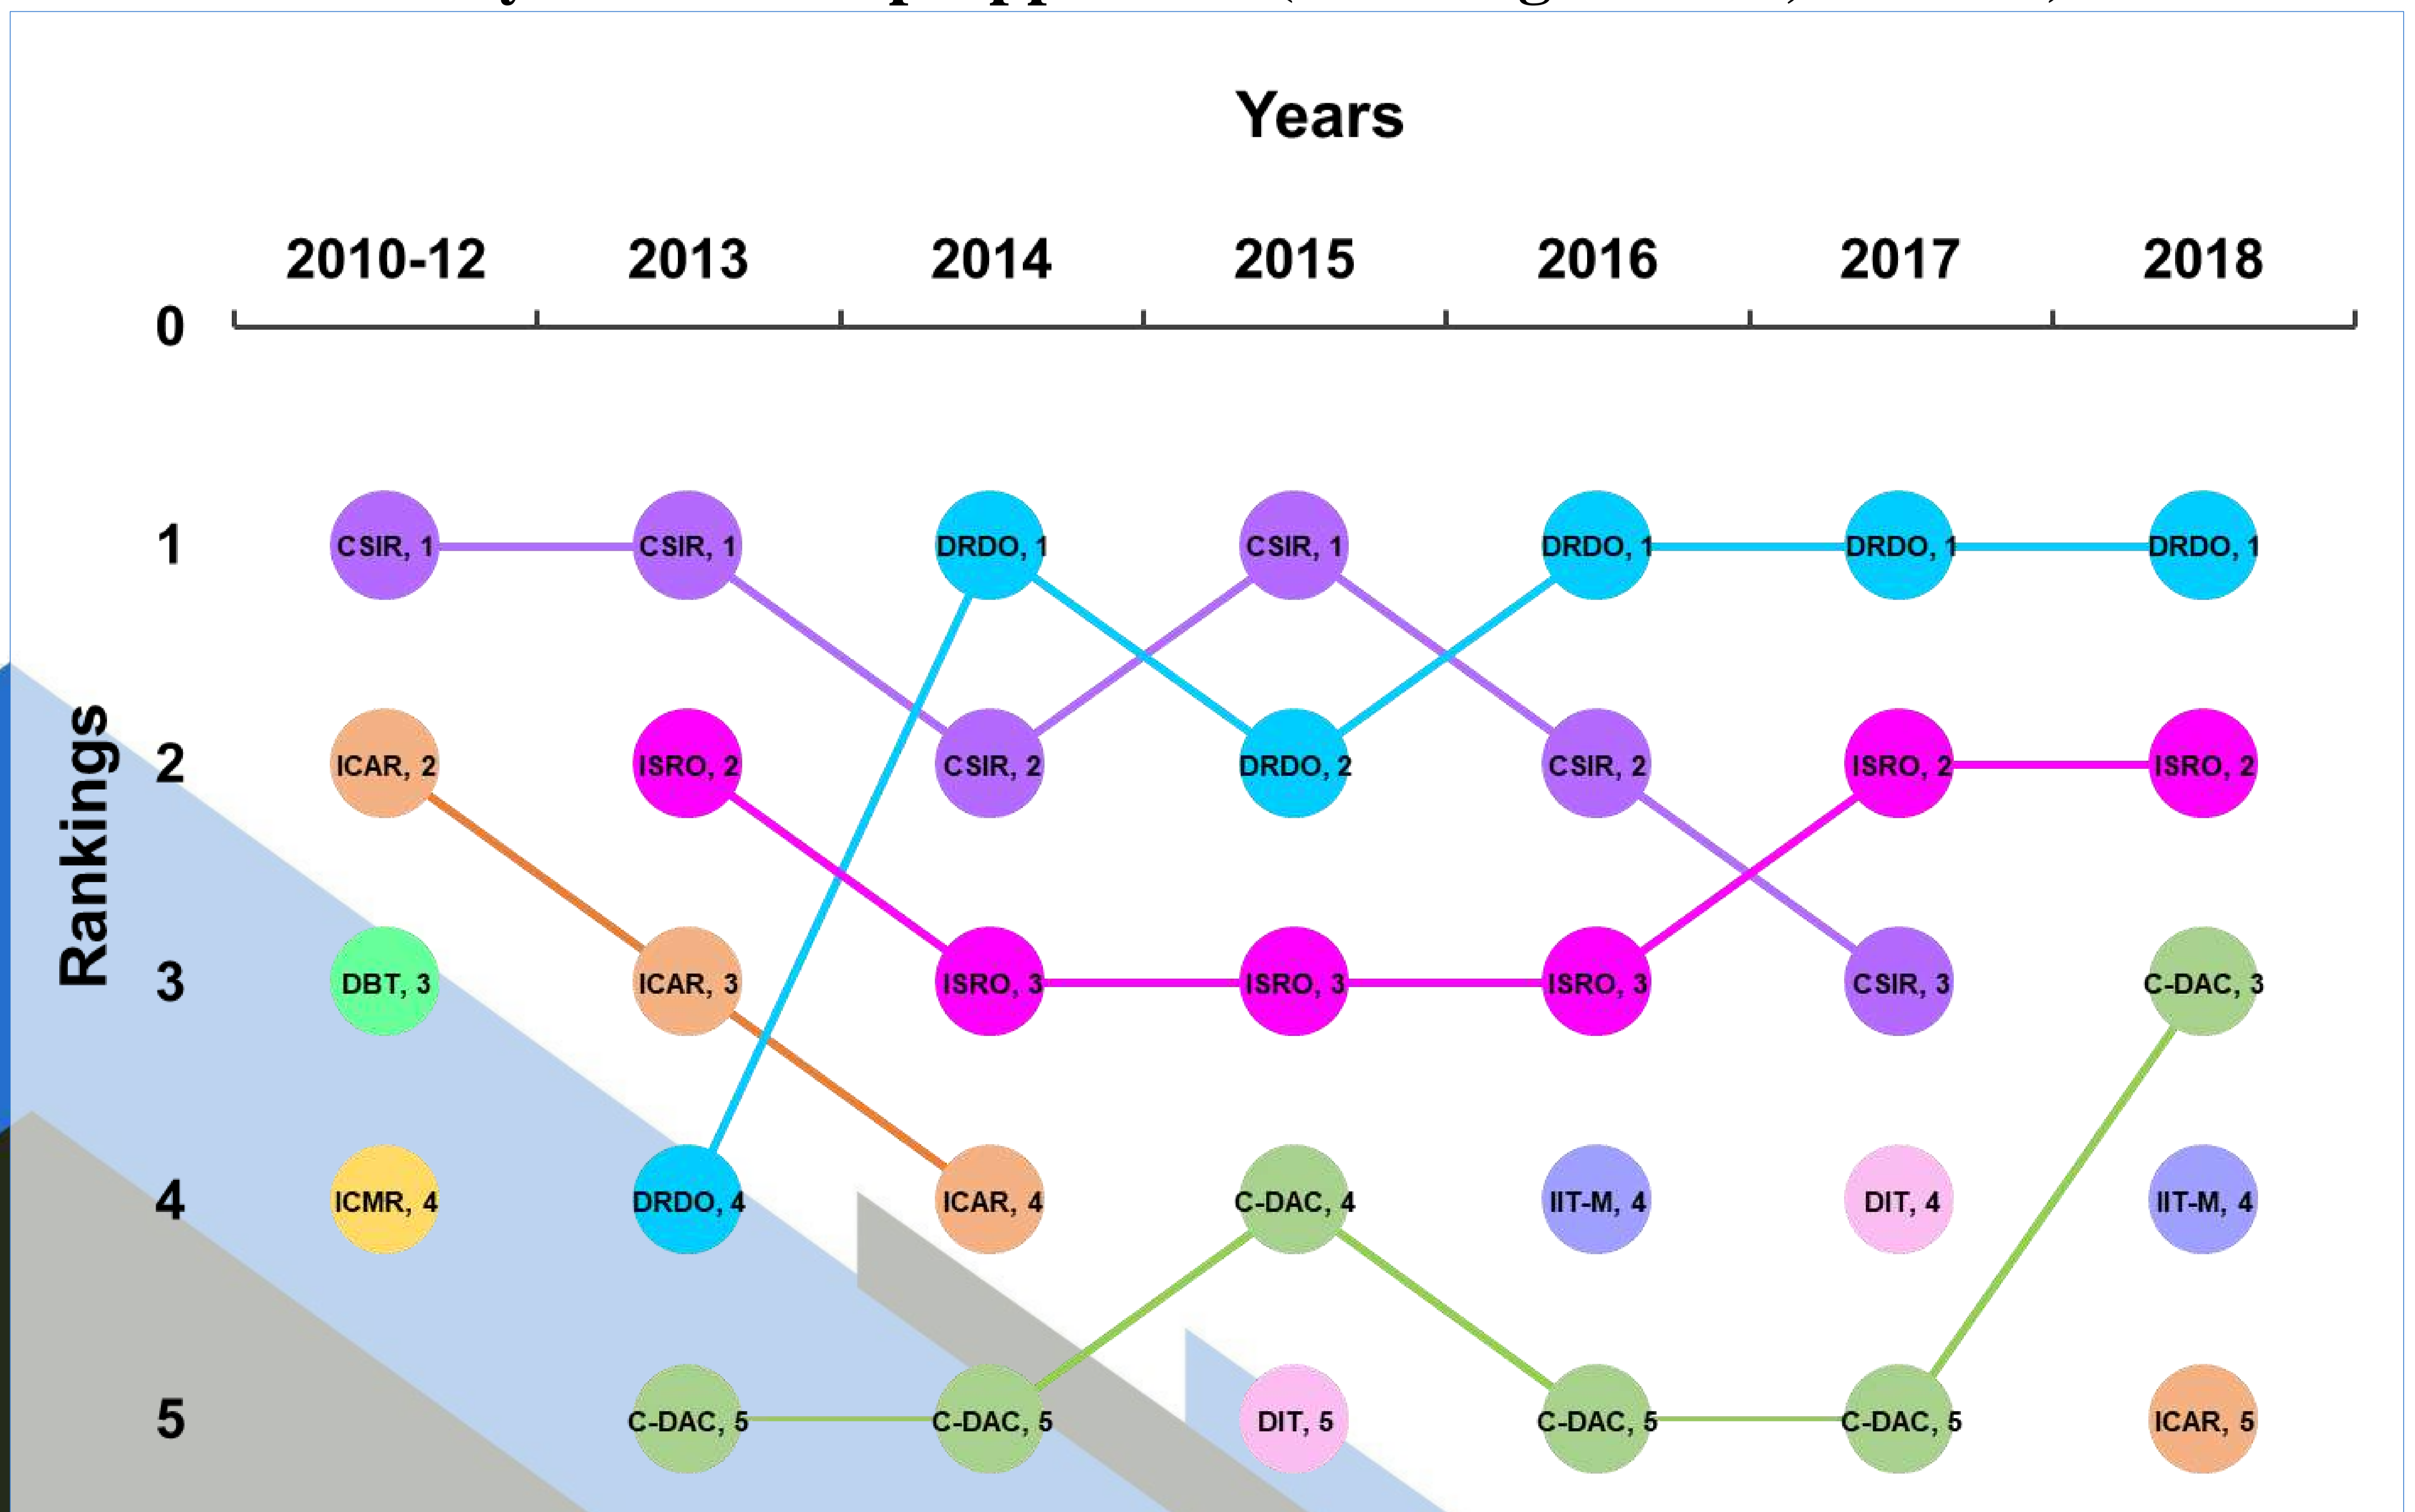 Years
2010-12 2013 2014 2015 2016 2017 2018
0
1 CSIR, 1 CSIR, 1 DRDO, 1 CSIR, 1 DRDO, 1 DRDO, 1 DRDO, 1
Rankings
2 ICAR, 2 ISRO, 2 CSIR, 2 DRDO, 2 CSIR, 2 ISRO, 2 ISRO, 2
3 DBT, 3 ICAR, 3 ISRO, 3 ISRO, 3 ISRO, 3 CSIR, 3 C-DAC, 3
4 ICMR, 4 DRDO, 4 ICAR, 4 C-DAC, 4 IIT-M, 4 DIT, 4 IIT-M, 4
5 C-DAC, 5 C-DAC, 5 DIT, 5 C-DAC, 5 C-DAC, 5 ICAR, 5